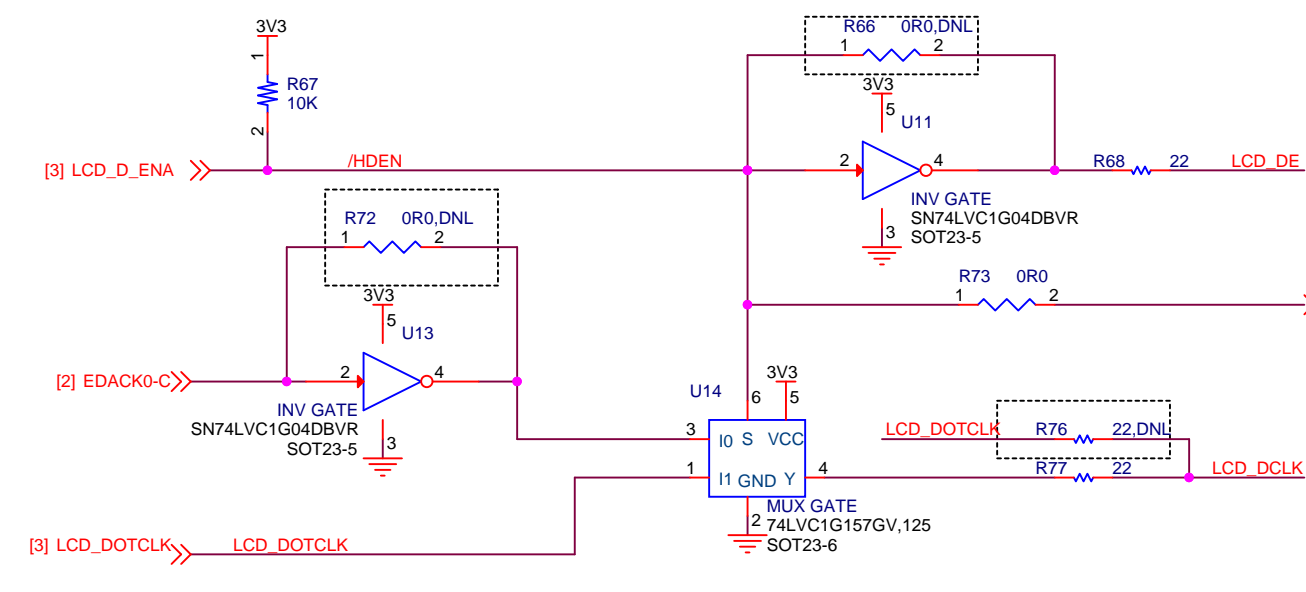 3V3
1
R67
10K
2
[3] LCD_D_ENA
/HDEN
R66 0R0,DNL
1 2
3V3
5
U11
2 4
R68 22
LCD_DE
INV GATE
SN74LVC1G04DBVR
3
SOT23-5
R72 0R0,DNL
1 2
3V3
5
U13
R73 0R0
1 2
[2] EDACK0-C
2 4
INV GATE
SN74LVC1G04DBVR
3
SOT23-5
U14
3V3
6 5
3 I0 S VCC
1 I1 GND Y 4
2
MUX GATE
74LVC1G157GV,125
SOT23-6
LCD_DOTCLK
R76 22,DNL
R77 22
LCD_DCLK
[3] LCD_DOTCLK
LCD_DOTCLK